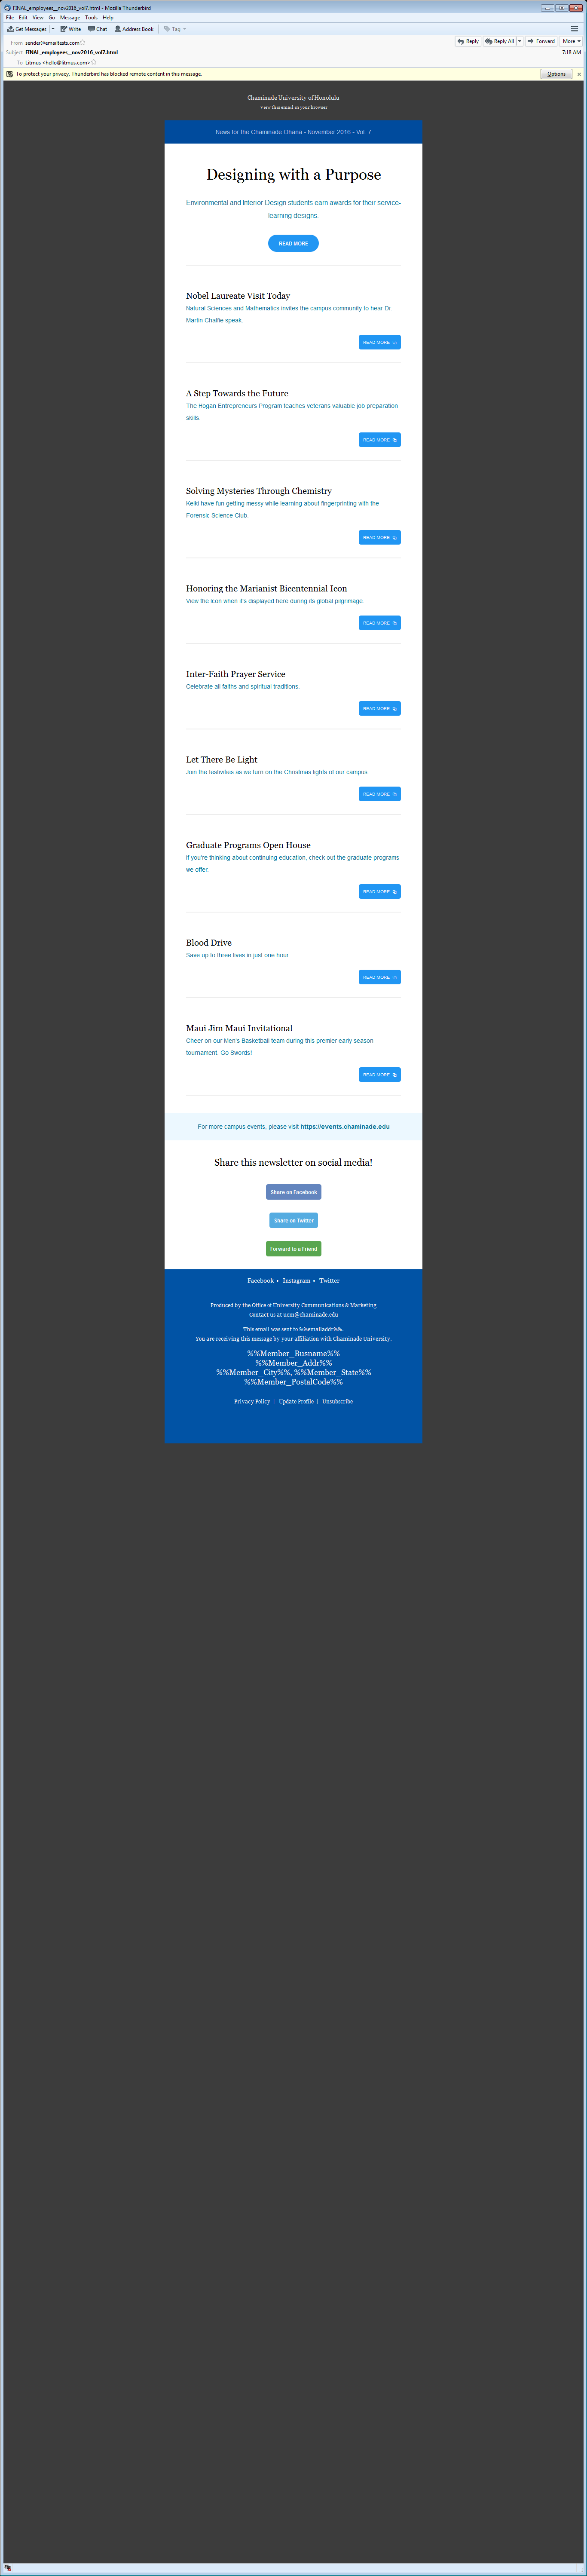 FINAL_employees__nov2016_vol7.html - Mozilla Thunderbird
File Edit View Go Message Tools Help
Get Messages Write Chat Address Book Tag
From sender@emailtests.com Reply Reply All Forward More
Subject FINAL_employees__nov2016_vol7.html 7:18 AM
To Litmus <hello@litmus.com>
To protect your privacy, Thunderbird has blocked remote content in this message. Options
Chaminade University of Honolulu
View this email in your browser
News for the Chaminade Ohana - November 2016 - Vol. 7
Designing with a Purpose
Environmental and Interior Design students earn awards for their service-
learning designs.
READ MORE
Nobel Laureate Visit Today
Natural Sciences and Mathematics invites the campus community to hear Dr.
Martin Chalfie speak.
READ MORE
A Step Towards the Future
The Hogan Entrepreneurs Program teaches veterans valuable job preparation
skills.
READ MORE
Solving Mysteries Through Chemistry
Keiki have fun getting messy while learning about fingerprinting with the
Forensic Science Club.
READ MORE
Honoring the Marianist Bicentennial Icon
View the icon when it's displayed here during its global pilgrimage.
READ MORE
Inter-Faith Prayer Service
Celebrate all faiths and spiritual traditions.
READ MORE
Let There Be Light
Join the festivities as we turn on the Christmas lights of our campus.
READ MORE
Graduate Programs Open House
If you're thinking about continuing education, check out the graduate programs
we offer.
READ MORE
Blood Drive
Save up to three lives in just one hour.
READ MORE
Maui Jim Maui Invitational
Cheer on our Men's Basketball team during this premier early season
tournament. Go Swords!
READ MORE
For more campus events, please visit https://events.chaminade.edu
Share this newsletter on social media!
Share on Facebook
Share on Twitter
Forward to a Friend
Facebook • Instagram • Twitter
Produced by the Office of University Communications & Marketing
Contact us at ucm@chaminade.edu
This email was sent to %%emailaddr%%.
You are receiving this message by your affiliation with Chaminade University.
%%Member_Busname%%
%%Member_Addr%%
%%Member_City%%, %%Member_State%%
%%Member_PostalCode%%
Privacy Policy | Update Profile | Unsubscribe